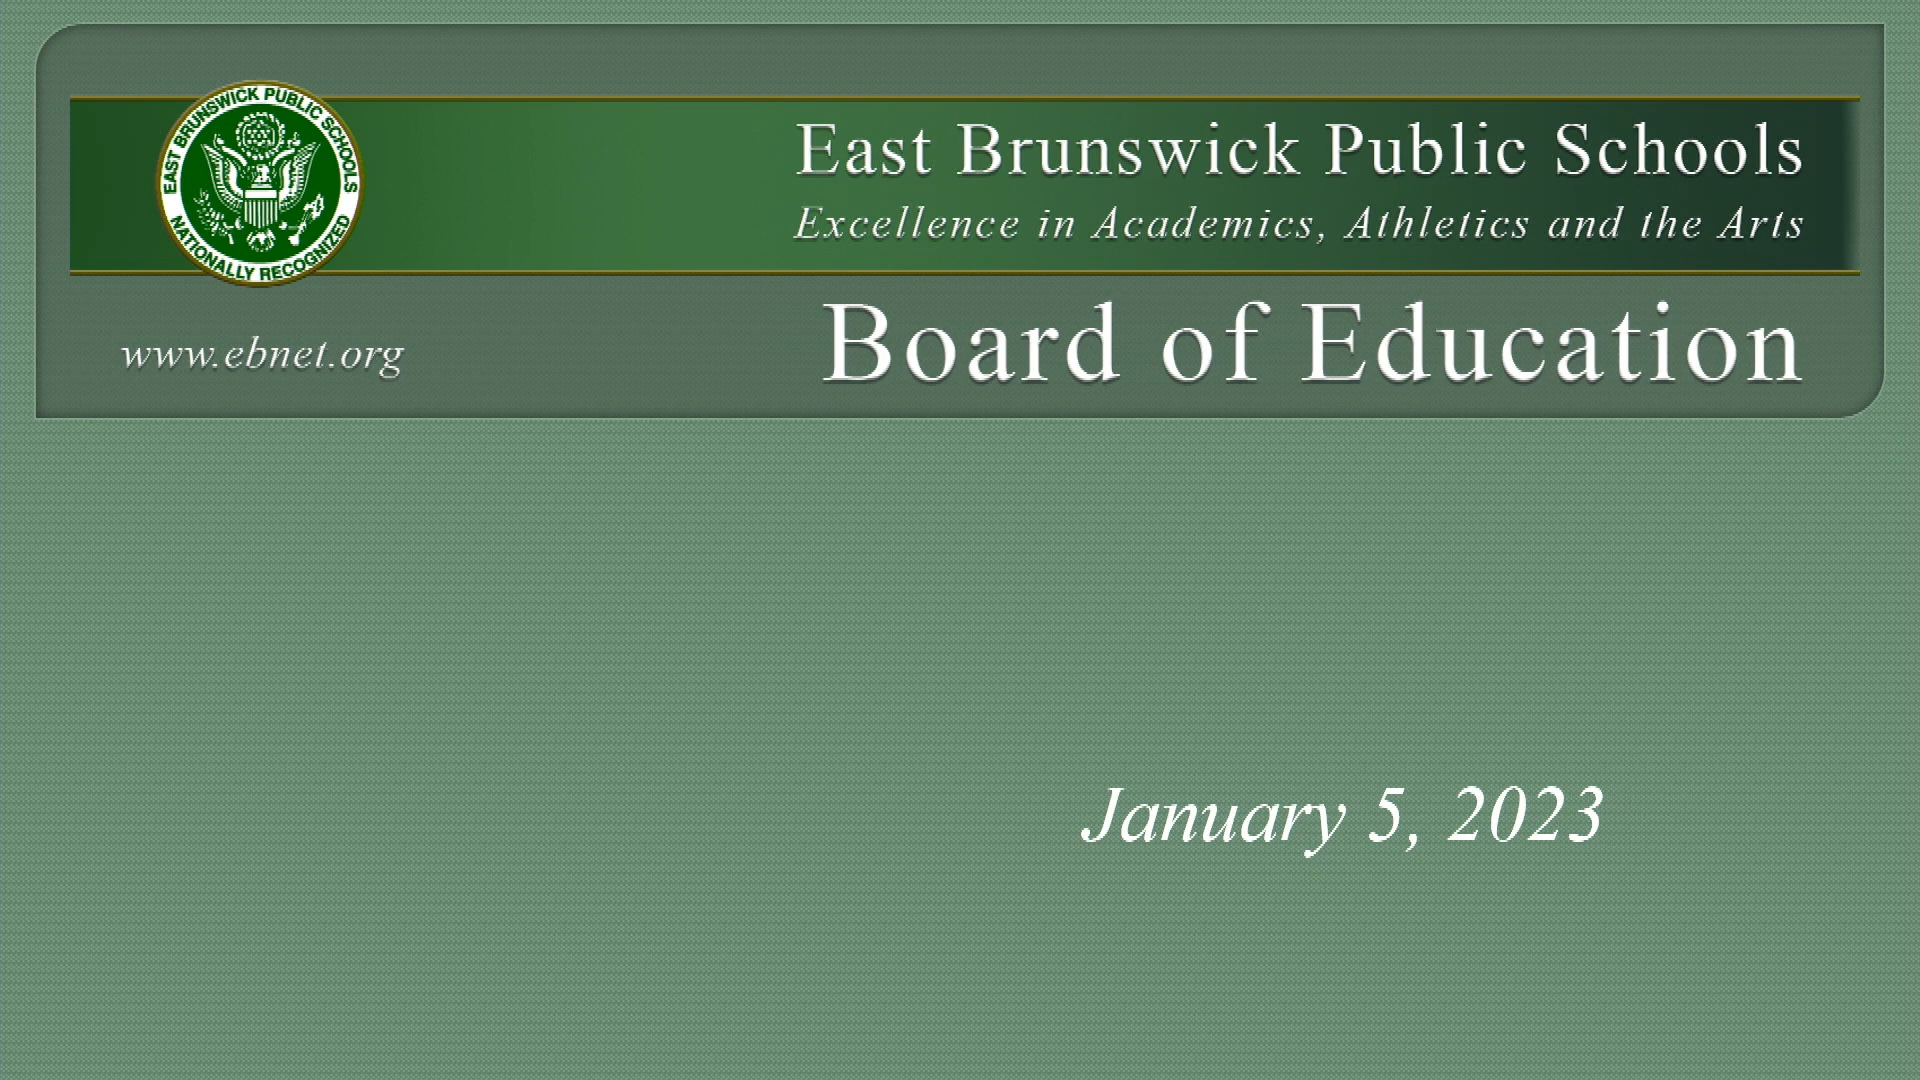 EAST BRUNSWICK PUBLIC SCHOOLS
NATIONALLY RECOGNIZED
East Brunswick Public Schools
Excellence in Academics, Athletics and the Arts
www.ebnet.org
Board of Education
January 5, 2023